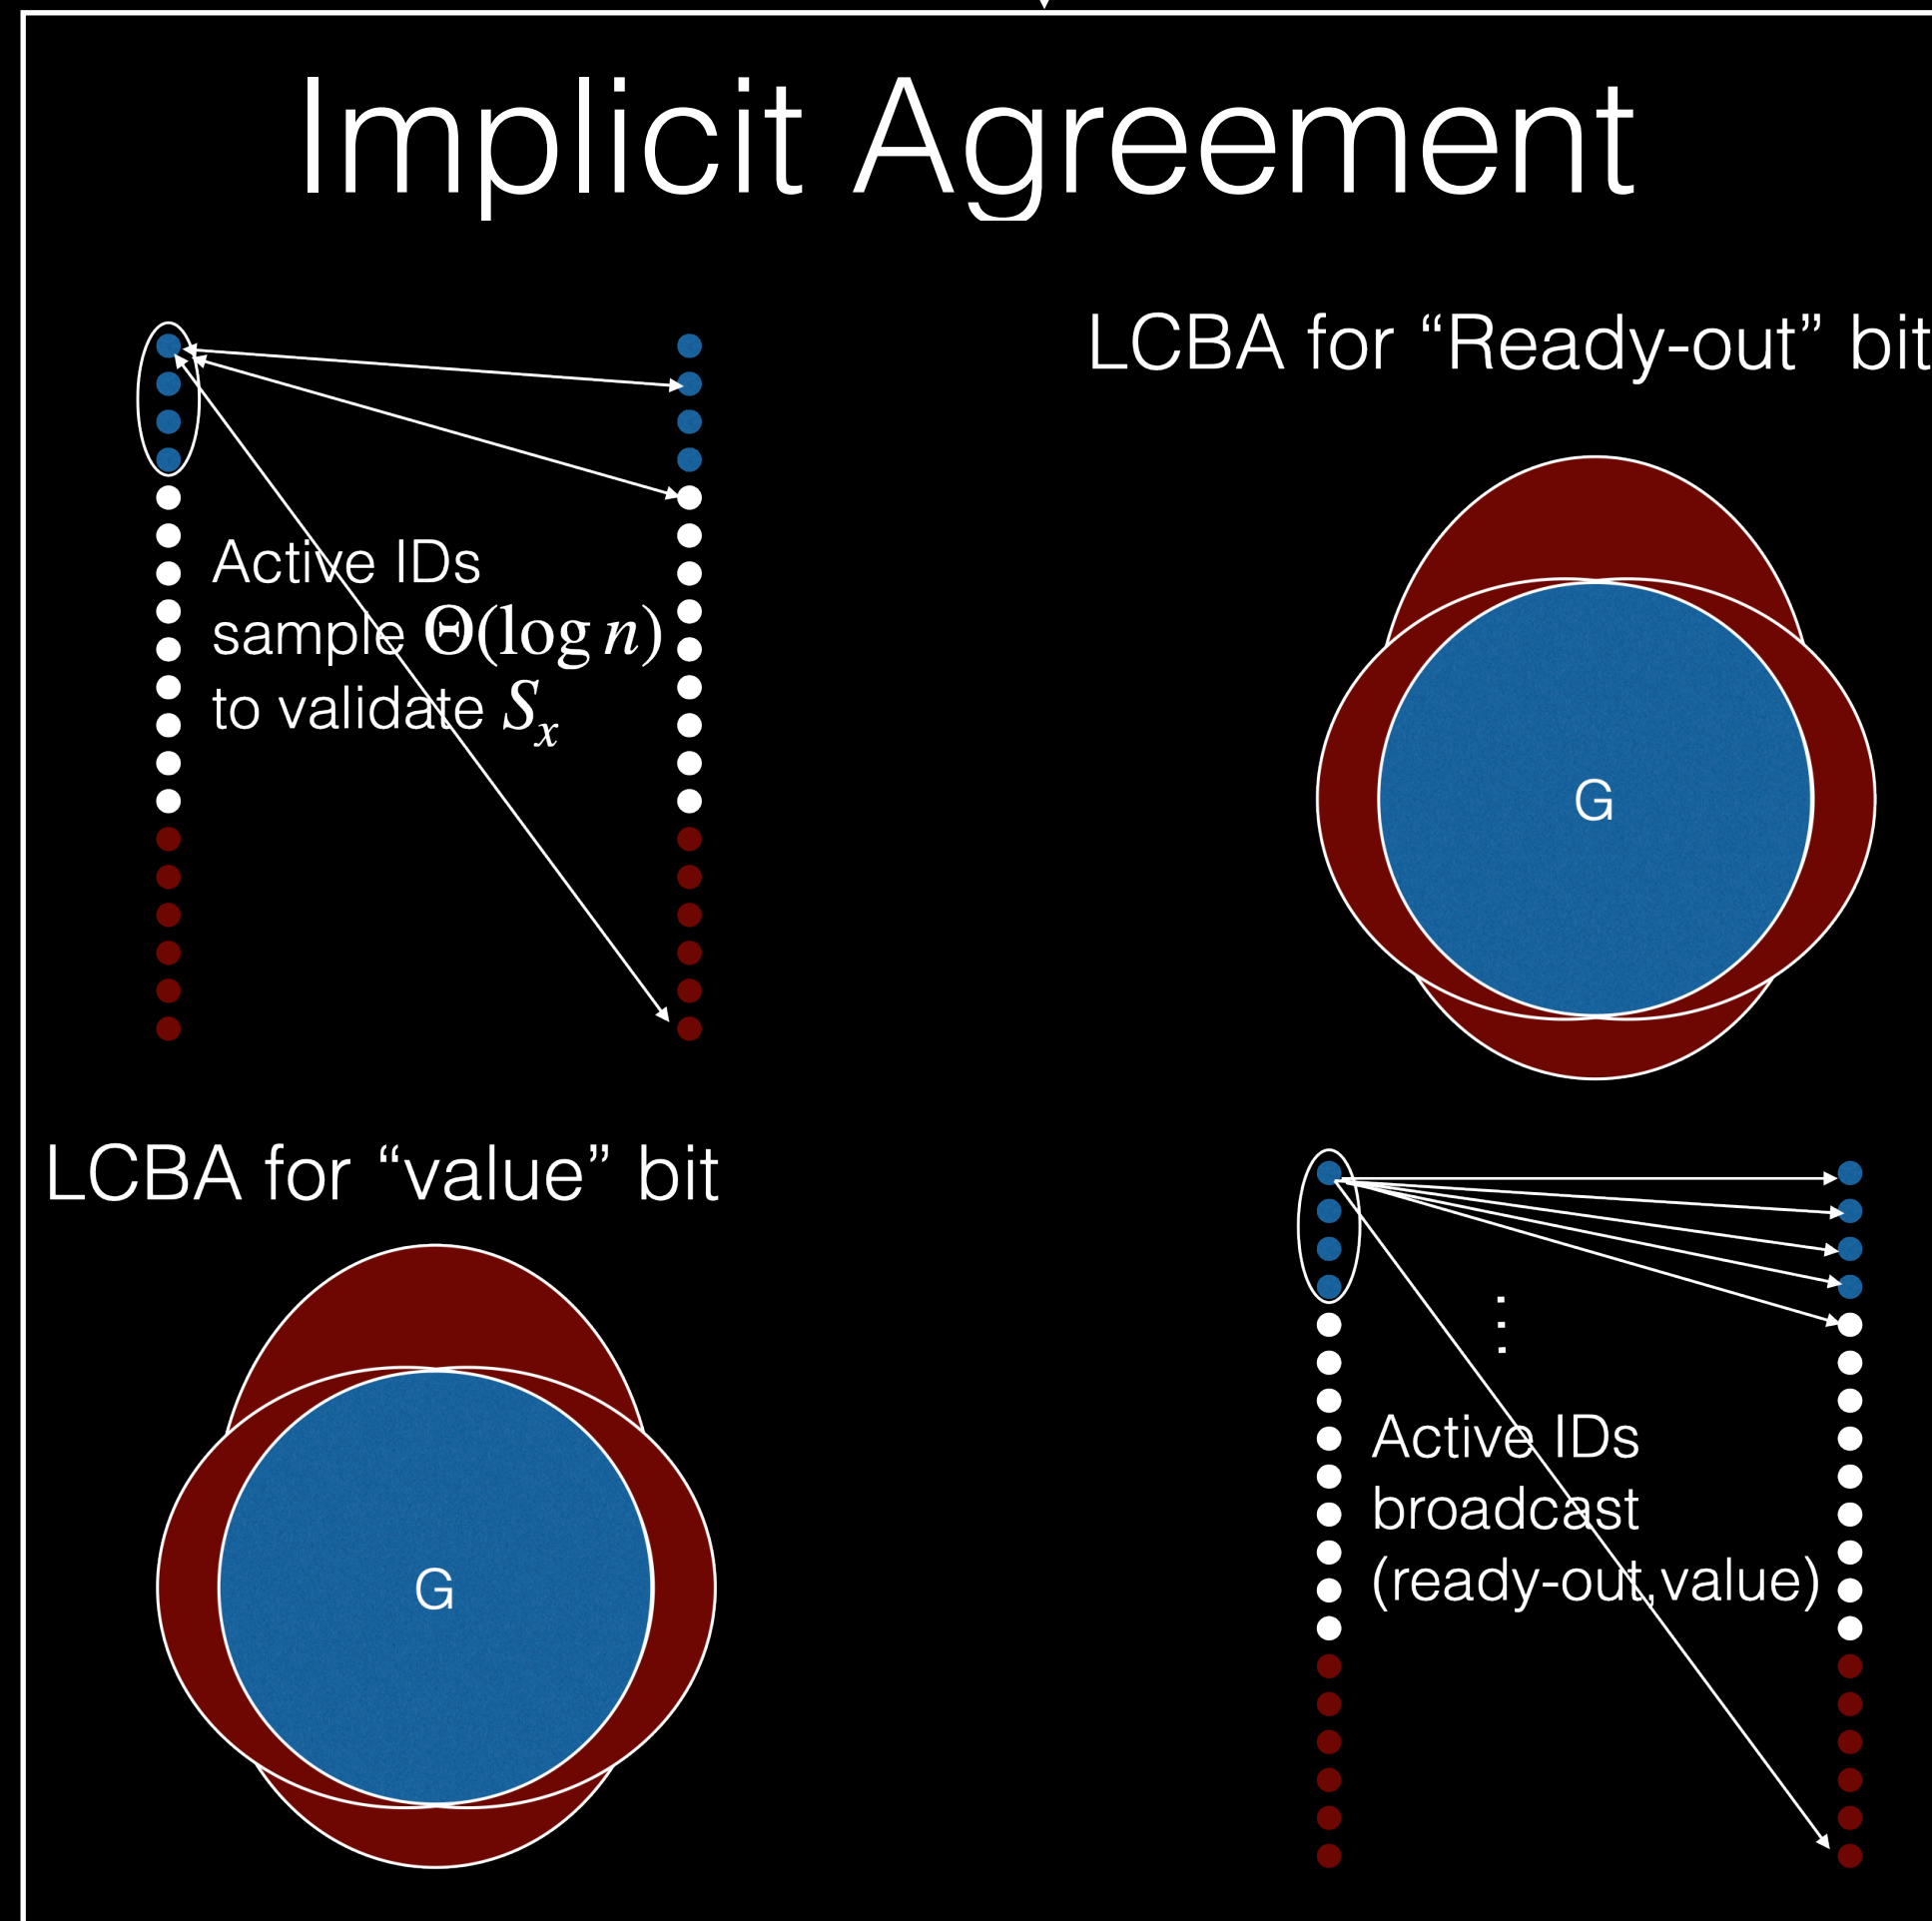 Implicit Agreement
Active IDs
sample Θ(log n)
to validate Sₓ
LCBA for “Ready-out” bit
G
LCBA for “value” bit
G
⋮
Active IDs
broadcast
(ready-out,value)